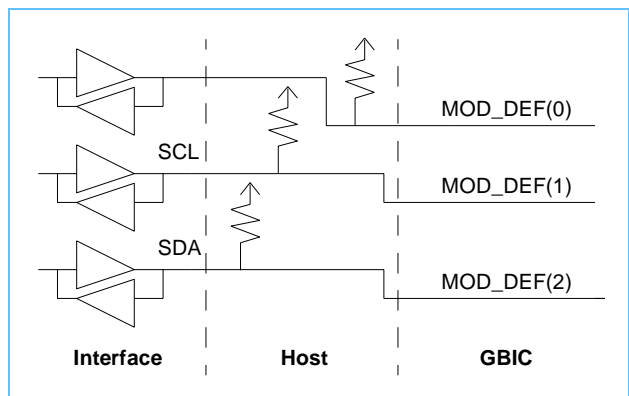 MOD_DEF(0)
SCL
MOD_DEF(1)
SDA
MOD_DEF(2)
Interface Host GBIC